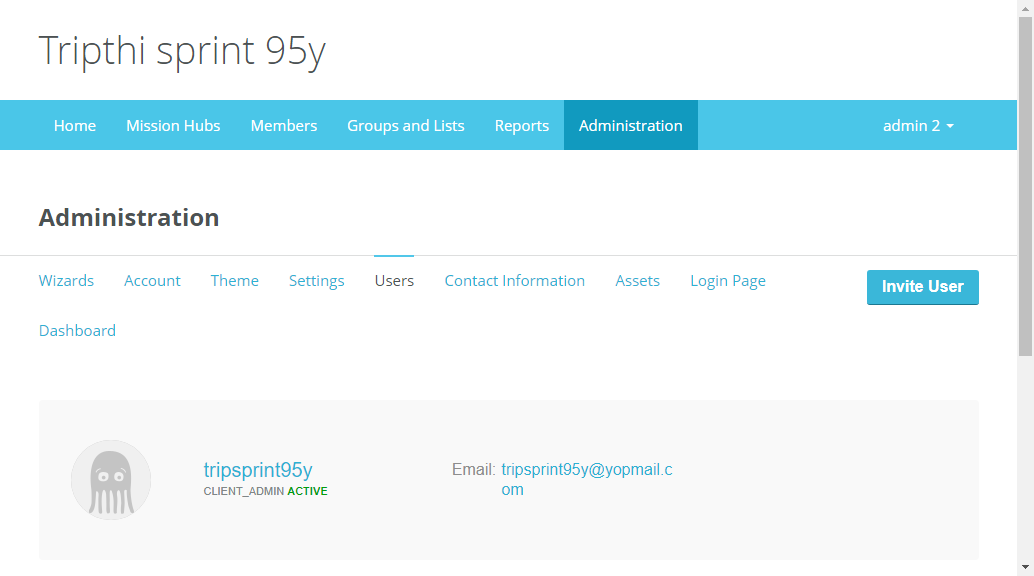 Tripthi sprint 95y
Home Mission Hubs Members Groups and Lists Reports Administration admin 2
Administration
Wizards Account Theme Settings Users Contact Information Assets Login Page Invite User
Dashboard
tripsprint95y Email: tripsprint95y@yopmail.c
CLIENT_ADMIN ACTIVE om